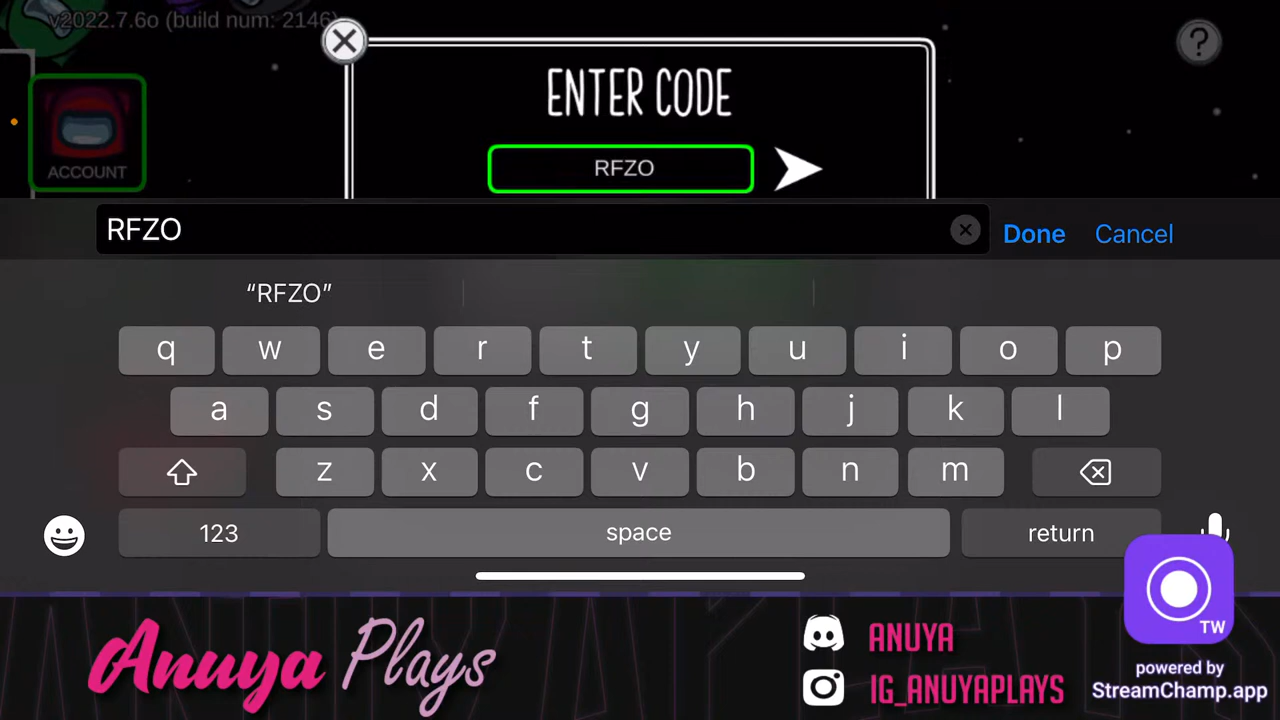 v2022.7.6o (build num: 2146)
?
ENTER CODE
RFZO
ACCOUNT
RFZO
Done
Cancel
“RFZO”
q w e r t y u i o p
a s d f g h j k l
z x c v b n m
123
space
return
Anuya Plays
ANUYA
IG_ANUYAPLAYS
TW
powered by
StreamChamp.app